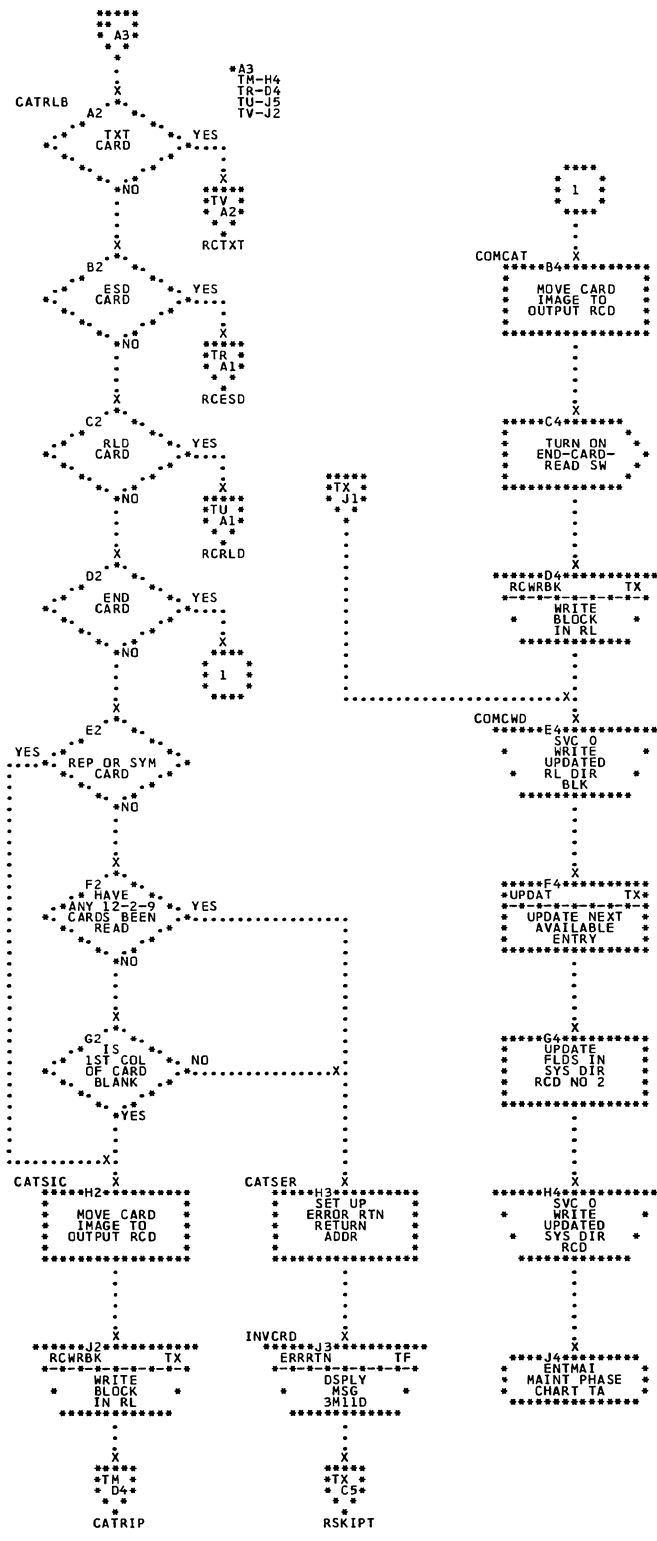 A3
*A3
TM-H4
TR-D4
TU-J5
TV-J2
CATRLB
A2
TXT
CARD
YES
NO
TV
A2
RCTXT
B2
ESD
CARD
YES
NO
TR
A1
RCESD
C2
RLD
CARD
YES
NO
TU
A1
RCRLD
D2
END
CARD
YES
NO
1
E2
YES
REP OR SYM
CARD
NO
F2
HAVE
ANY 12-2-9
CARDS BEEN
READ
YES
NO
G2
IS
1ST COL
OF CARD
BLANK
NO
YES
CATSIC
H2
MOVE CARD
IMAGE TO
OUTPUT RCD
J2
RCWRBK TX
WRITE
BLOCK
IN RL
TM
D4
CATRIP
TX
J1
CATSER
H3
SET UP
ERROR RTN
RETURN
ADDR
INVCRD
J3
ERRRTN TF
DSPLY
MSG
3M11D
TX
C5
RSKIPT
1
COMCAT
B4
MOVE CARD
IMAGE TO
OUTPUT RCD
C4
TURN ON
END-CARD-
READ SW
D4
RCWRBK TX
WRITE
BLOCK
IN RL
COMCWD
E4
SVC 0
WRITE
UPDATED
RL DIR
BLK
F4
UPDAT TX
UPDATE NEXT
AVAILABLE
ENTRY
G4
UPDATE
FLDS IN
SYS DIR
RCD NO 2
H4
SVC 0
WRITE
UPDATED
SYS DIR
RCD
J4
ENTMAI
MAINT PHASE
CHART TA